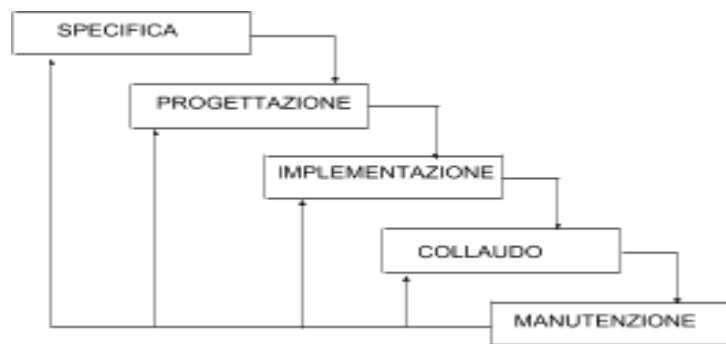 SPECIFICA
PROGETTAZIONE
IMPLEMENTAZIONE
COLLAUDO
MANUTENZIONE